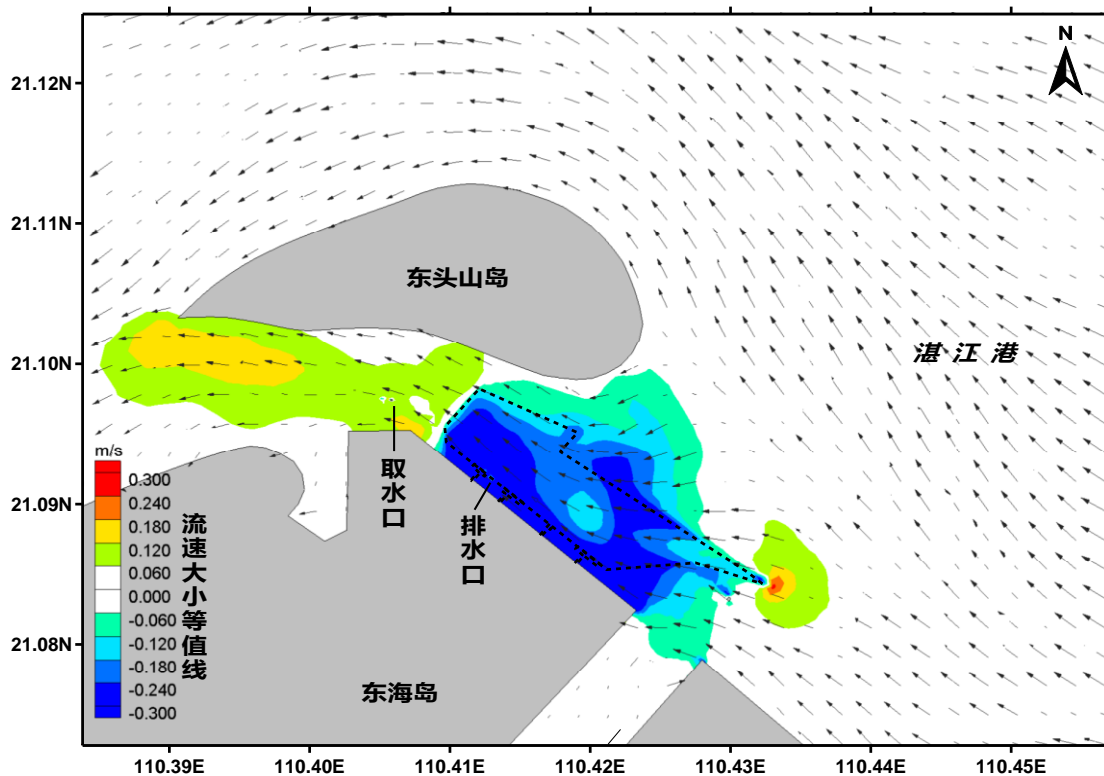 N
21.12N
21.11N
21.10N
21.09N
21.08N
东头山岛
湛江港
取水口
排水口
东海岛
m/s
0.300
0.240
0.180
0.120
0.060
0.000
-0.060
-0.120
-0.180
-0.240
-0.300
流速大小等值线
110.39E
110.40E
110.41E
110.42E
110.43E
110.44E
110.45E